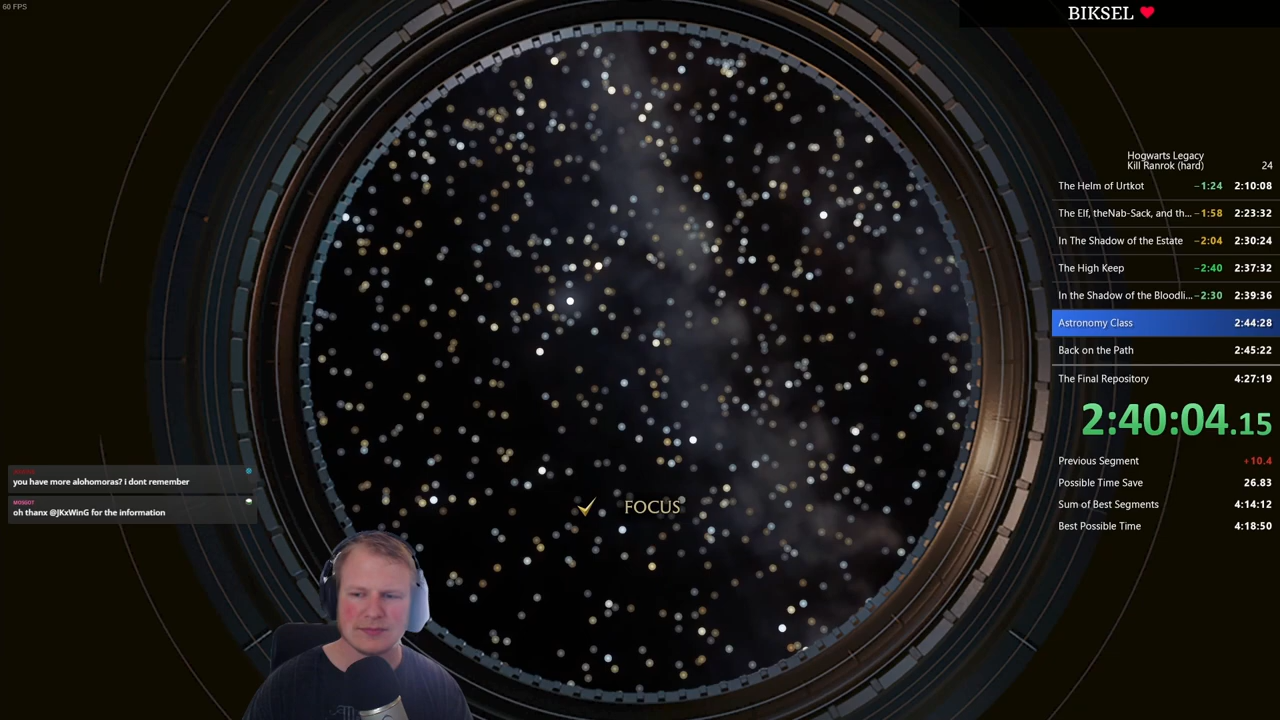 60 FPS
BIKSEL ❤
Hogwarts Legacy
Kill Ranrok (hard) 24
The Helm of Urtkot −1:24 2:10:08
The Elf, theNab-Sack, and th... −1:58 2:23:32
In The Shadow of the Estate −2:04 2:30:24
The High Keep −2:40 2:37:32
In the Shadow of the Bloodli... −2:30 2:39:36
Astronomy Class 2:44:28
Back on the Path 2:45:22
The Final Repository 4:27:19
2:40:04.15
Previous Segment +10.4
Possible Time Save 26.83
Sum of Best Segments 4:14:12
Best Possible Time 4:18:50
you have more alohomoras? i dont remember
oh thanx @JKxWinG for the information
FOCUS